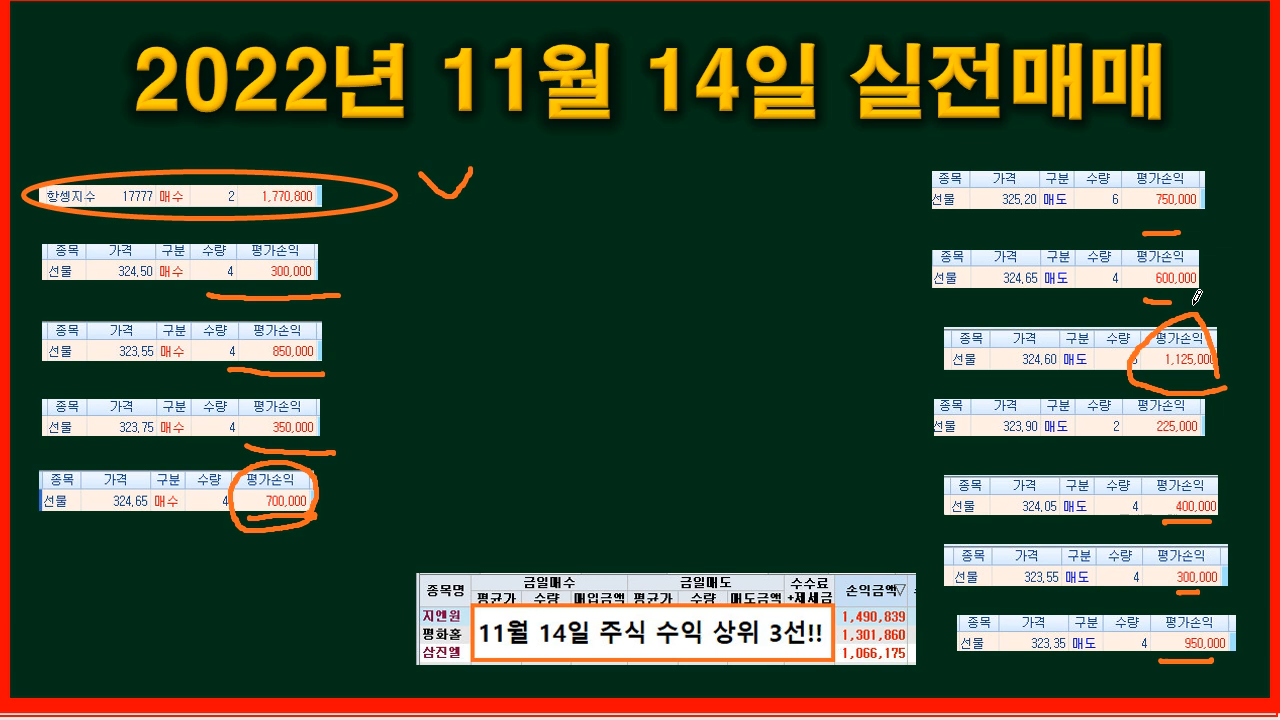 2022년 11월 14일 실전매매
항셍지수 17777 매수 2 1,770,800
종목 가격 구분 수량 평가손익
선물 324,50 매수 4 300,000
종목 가격 구분 수량 평가손익
선물 323,55 매수 4 850,000
종목 가격 구분 수량 평가손익
선물 323,75 매수 4 350,000
종목 가격 구분 수량 평가손익
선물 324,65 매수 4 700,000
종목 가격 구분 수량 평가손익
선물 325,20 매도 6 750,000
종목 가격 구분 수량 평가손익
선물 324,65 매도 4 600,000
종목 가격 구분 수량 평가손익
선물 324,60 매도 1,125,000
종목 가격 구분 수량 평가손익
선물 323,90 매도 2 225,000
종목 가격 구분 수량 평가손익
선물 324,05 매도 4 400,000
종목 가격 구분 수량 평가손익
선물 323,55 매도 4 300,000
종목 가격 구분 수량 평가손익
선물 323,35 매도 4 950,000
종목명 금일매수 금일매도 수수료+제세금 손익금액▽
평균가 수량 매입금액 평균가 수량 매도금액
지엔원 1,490,839
평화홀 1,301,860
삼진엘 1,066,175
11월 14일 주식 수익 상위 3선!!